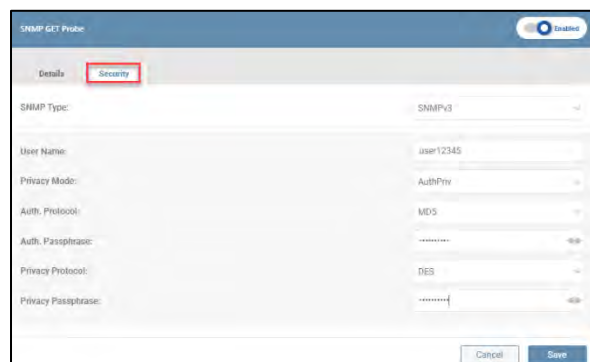 SNMP GET Probe Enabled
Details Security
SNMP Type: SNMPv3
User Name: user12345
Privacy Mode: AuthPriv
Auth. Protocol: MD5
Auth. Passphrase: ··········
Privacy Protocol: DES
Privacy Passphrase: ··········
Cancel Save